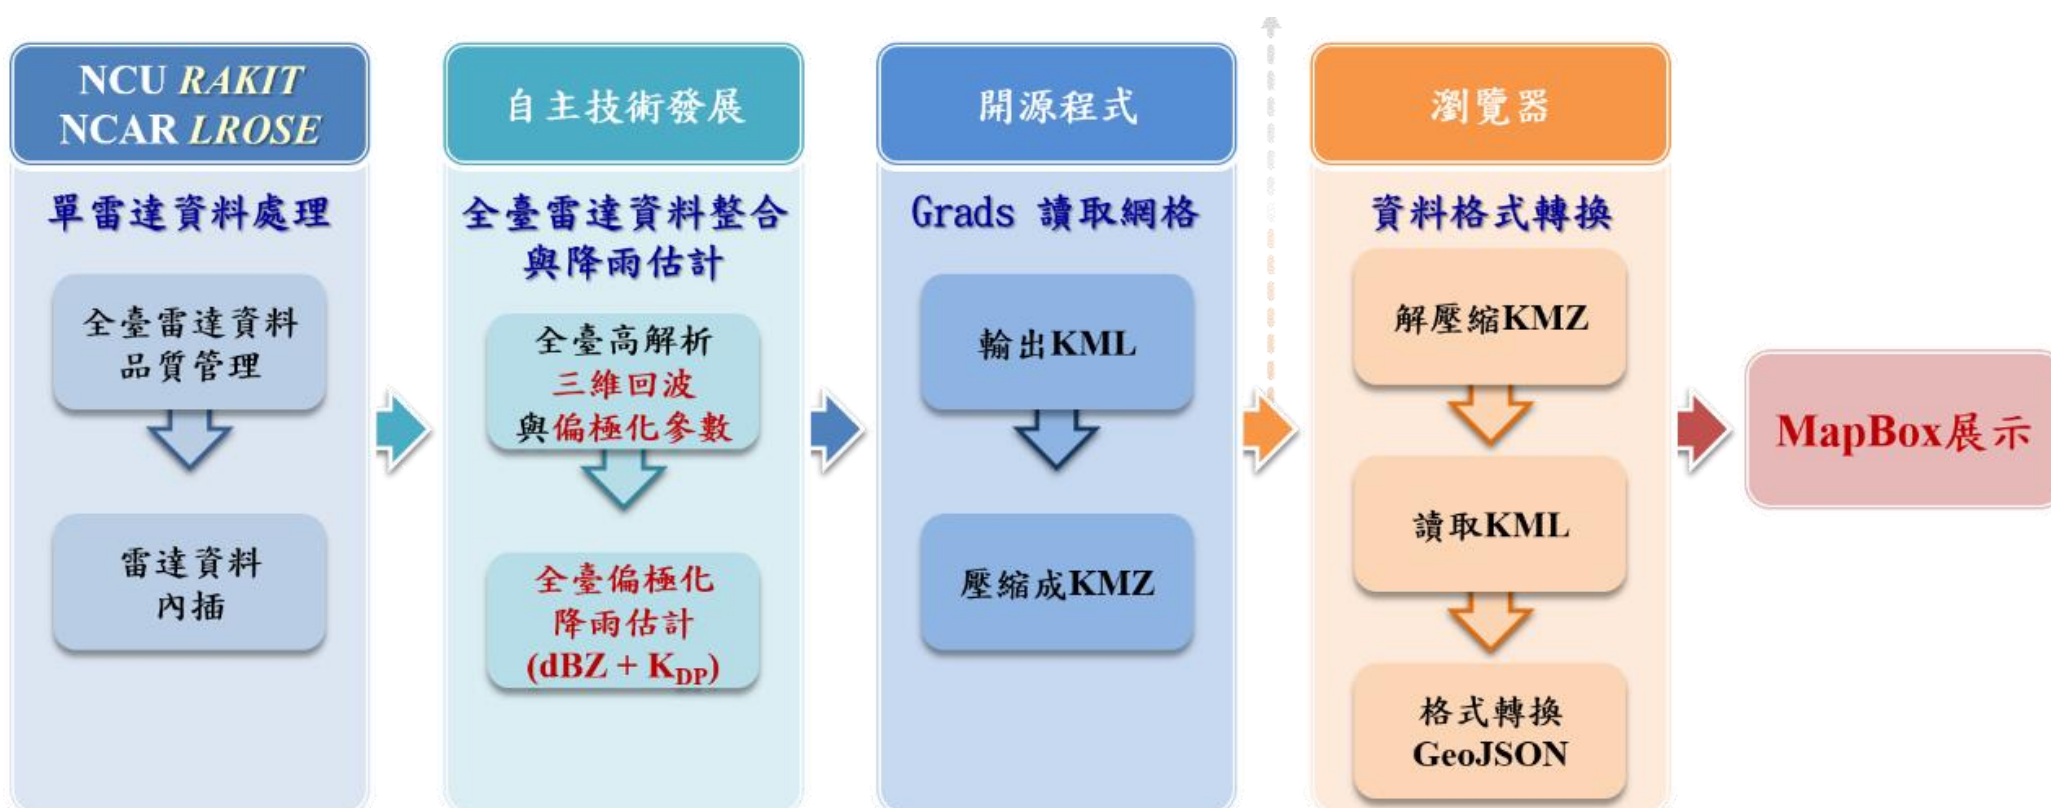 NCU RAKIT
NCAR LROSE
單雷達資料處理
全臺雷達資料
品質管理
雷達資料
內插
自主技術發展
全臺雷達資料整合
與降雨估計
全臺高解析
三維回波
與偏極化參數
全臺偏極化
降雨估計
(dBZ + KDP)
開源程式
Grads 讀取網格
輸出KML
壓縮成KMZ
瀏覽器
資料格式轉換
解壓縮KMZ
讀取KML
格式轉換
GeoJSON
MapBox展示